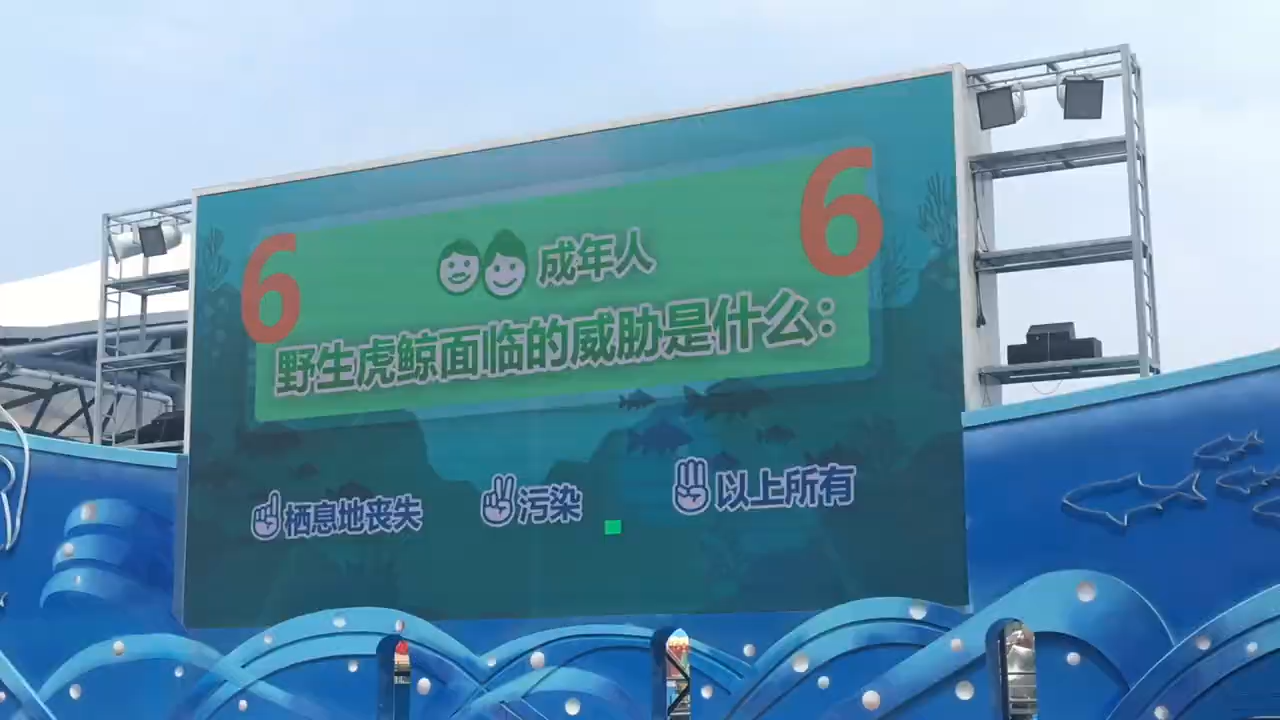 6
6
成年人
野生虎鲸面临的威胁是什么:
栖息地丧失
污染
以上所有